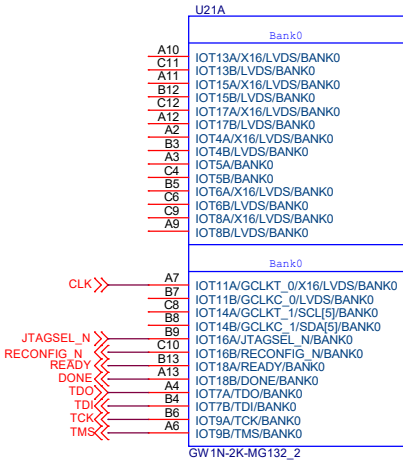 U21A
Bank0
A10 IOT13A/X16/LVDS/BANK0
C11 IOT13B/LVDS/BANK0
A11 IOT15A/X16/LVDS/BANK0
B12 IOT15B/LVDS/BANK0
C12 IOT17A/X16/LVDS/BANK0
A12 IOT17B/LVDS/BANK0
A2 IOT4A/X16/LVDS/BANK0
B3 IOT4B/LVDS/BANK0
A3 IOT5A/BANK0
C4 IOT5B/BANK0
B5 IOT6A/X16/LVDS/BANK0
C6 IOT6B/LVDS/BANK0
C9 IOT8A/X16/LVDS/BANK0
A9 IOT8B/LVDS/BANK0
Bank0
CLK A7 IOT11A/GCLKT_0/X16/LVDS/BANK0
B7 IOT11B/GCLKC_0/LVDS/BANK0
C8 IOT14A/GCLKT_1/SCL[5]/BANK0
B8 IOT14B/GCLKC_1/SDA[5]/BANK0
JTAGSEL_N B9 IOT16A/JTAGSEL_N/BANK0
RECONFIG_N C10 IOT16B/RECONFIG_N/BANK0
READY B13 IOT18A/READY/BANK0
DONE A13 IOT18B/DONE/BANK0
TDO A4 IOT7A/TDO/BANK0
TDI B4 IOT7B/TDI/BANK0
TCK B6 IOT9A/TCK/BANK0
TMS A6 IOT9B/TMS/BANK0
GW1N-2K-MG132_2